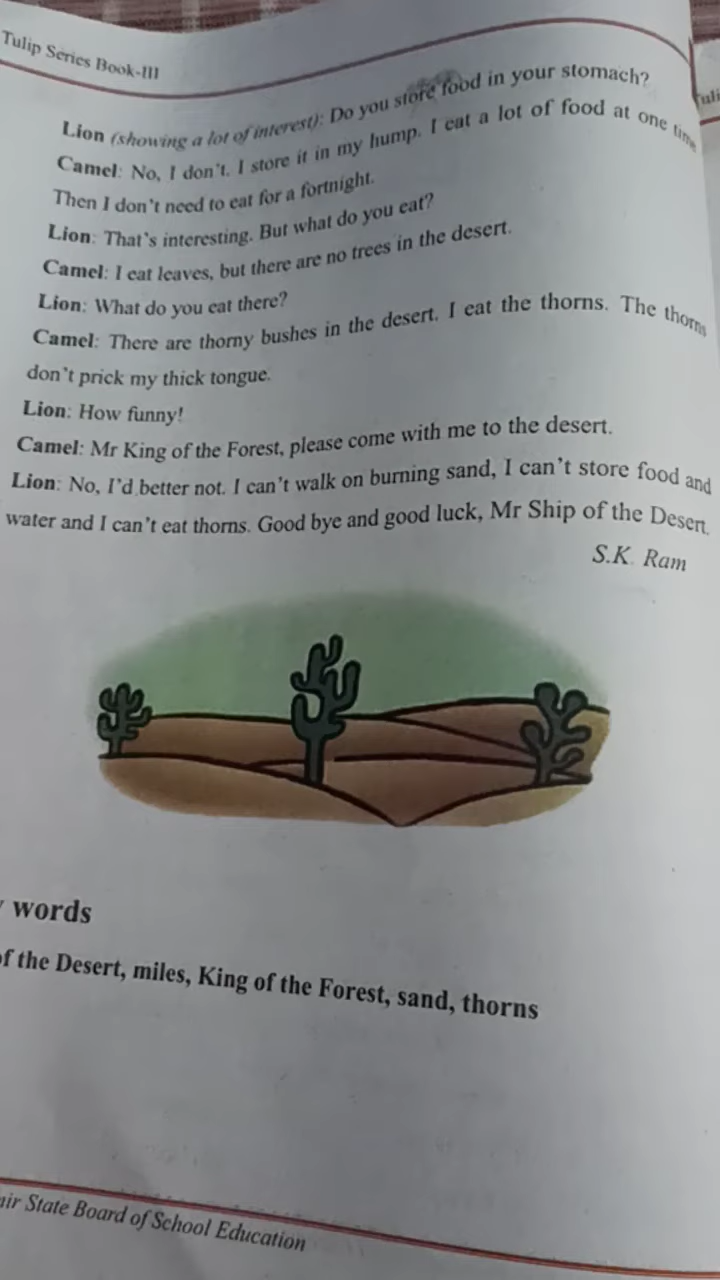 Tulip Series Book-III
Lion (showing a lot of interest): Do you store food in your stomach?
Camel: No, I don't. I store it in my hump. I eat a lot of food at one time
Then I don't need to eat for a fortnight.
Lion: That's interesting. But what do you eat?
Camel: I eat leaves, but there are no trees in the desert.
Lion: What do you eat there?
Camel: There are thorny bushes in the desert. I eat the thorns. The thorns
don't prick my thick tongue.
Lion: How funny!
Camel: Mr King of the Forest, please come with me to the desert.
Lion: No, I'd better not. I can't walk on burning sand, I can't store food and
water and I can't eat thorns. Good bye and good luck, Mr Ship of the Desert.
S.K. Ram
words
of the Desert, miles, King of the Forest, sand, thorns
State Board of School Education